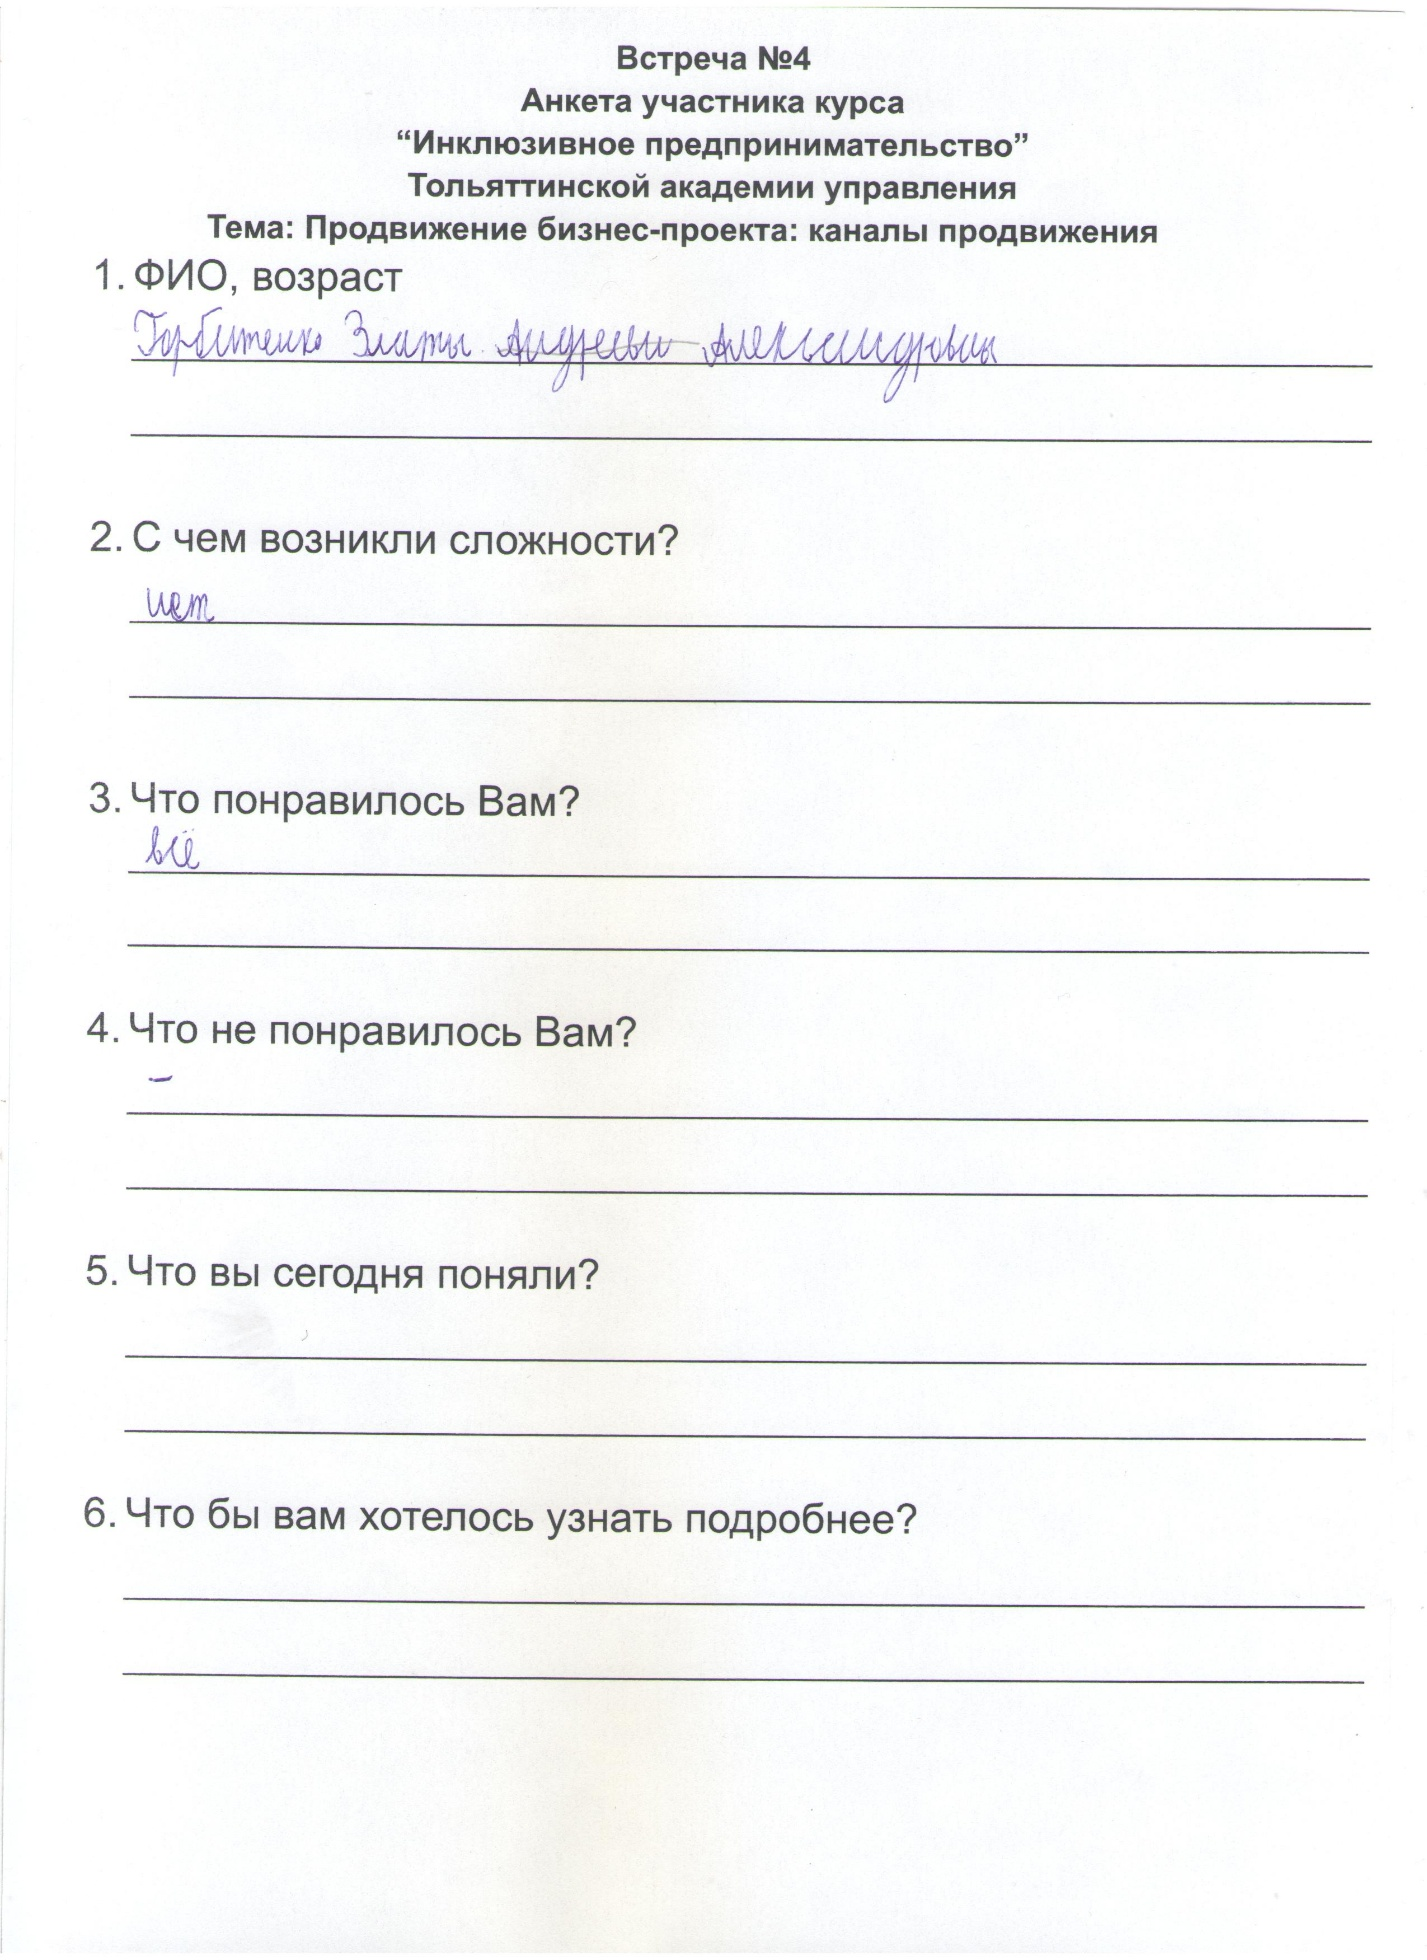 Встреча №4
Анкета участника курса
“Инклюзивное предпринимательство”
Тольяттинской академии управления
Тема: Продвижение бизнес-проекта: каналы продвижения
1. ФИО, возраст
Златы Андреевы Александровны
2. С чем возникли сложности?
нет
3. Что понравилось Вам?
всё
4. Что не понравилось Вам?
–
5. Что вы сегодня поняли?
6. Что бы вам хотелось узнать подробнее?